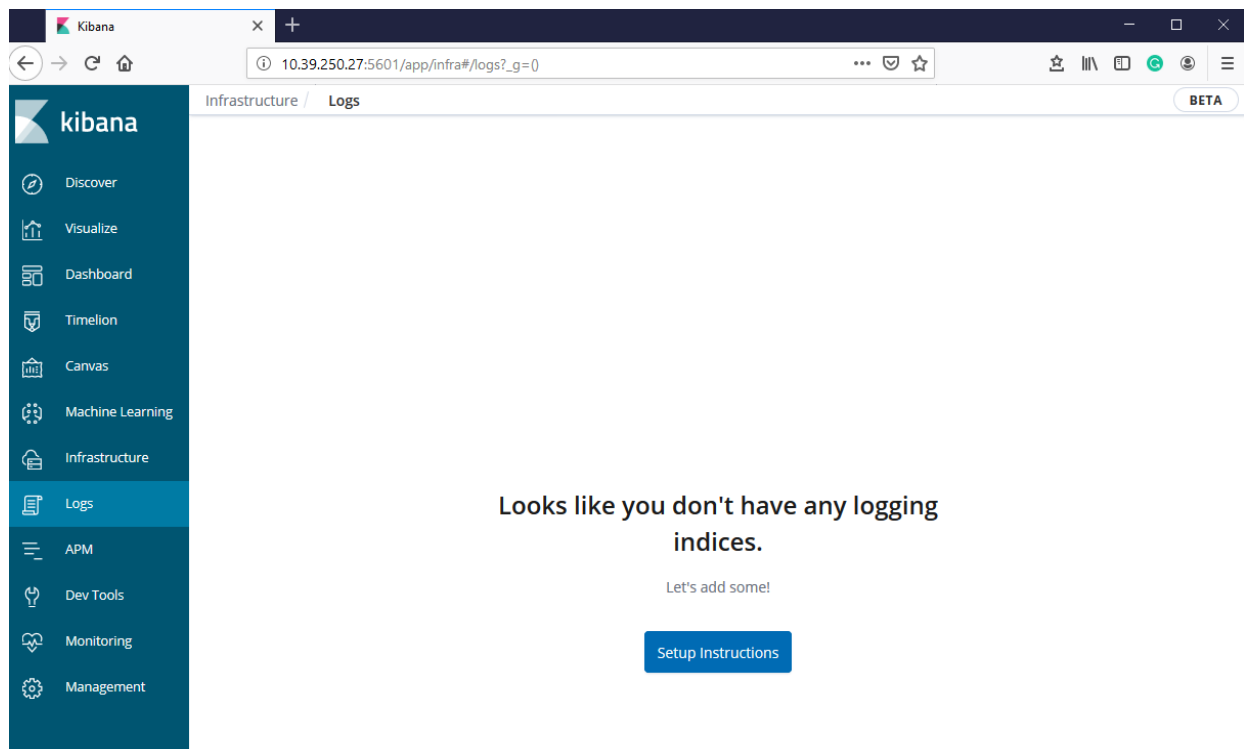 Kibana
10.39.250.27:5601/app/infra#/logs?_g=()
Infrastructure / Logs
BETA
kibana
Discover
Visualize
Dashboard
Timelion
Canvas
Machine Learning
Infrastructure
Logs
APM
Dev Tools
Monitoring
Management
Looks like you don't have any logging
indices.
Let's add some!
Setup Instructions